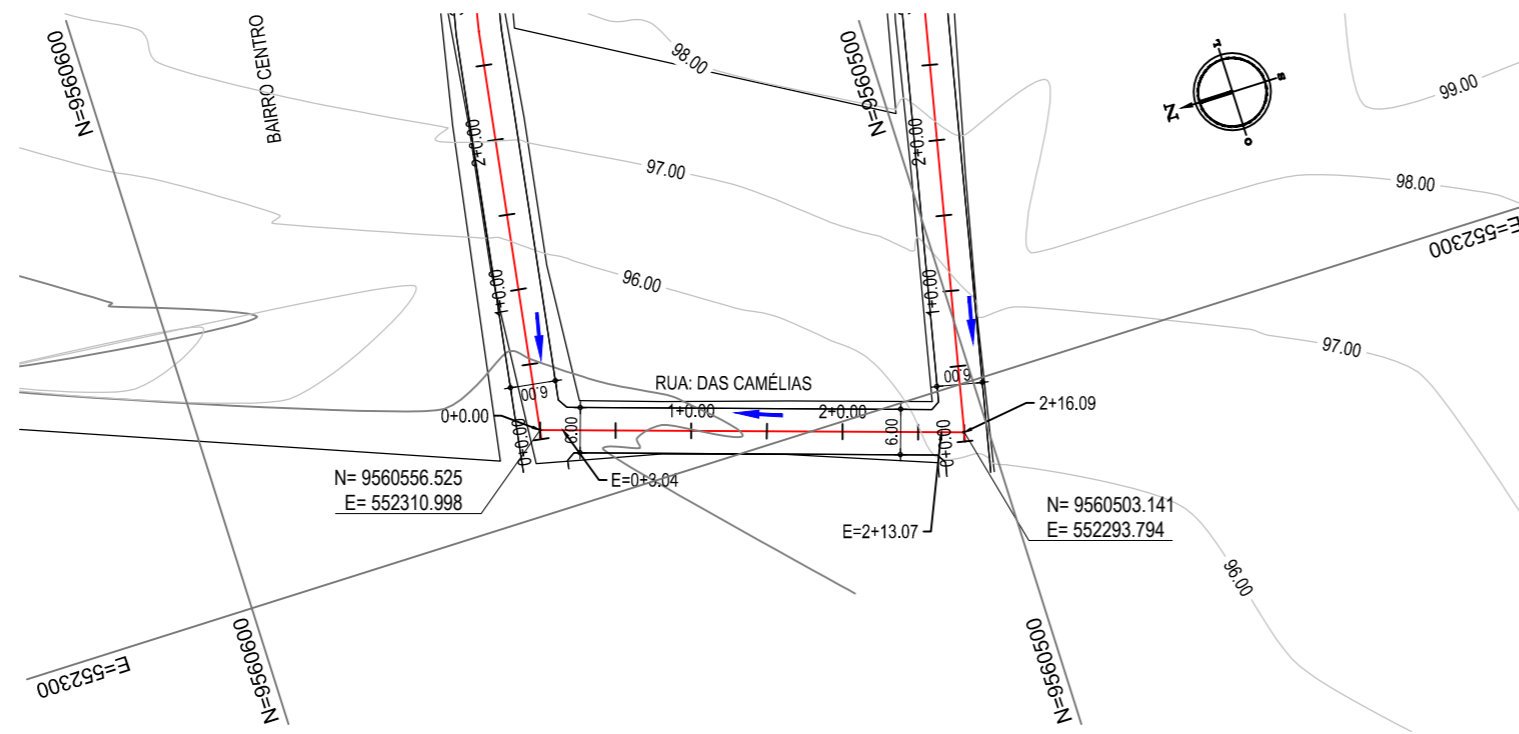 N=9560600
BAIRRO CENTRO
98.00
N=9560500
L
S
N
O
99.00
2+0.00
97.00
2+0.00
98.00
E=552300
1+0.00
96.00
1+0.00
97.00
6.00
RUA: DAS CAMÉLIAS
6.00
0+0.00
1+0.00
2+0.00
2+16.09
0+0.00
6.00
6.00
0+0.00
N= 9560556.525
E= 552310.998
E=0+3.04
N= 9560503.141
E= 552293.794
E=2+13.07
96.00
E=552300
N=9560600
N=9560500